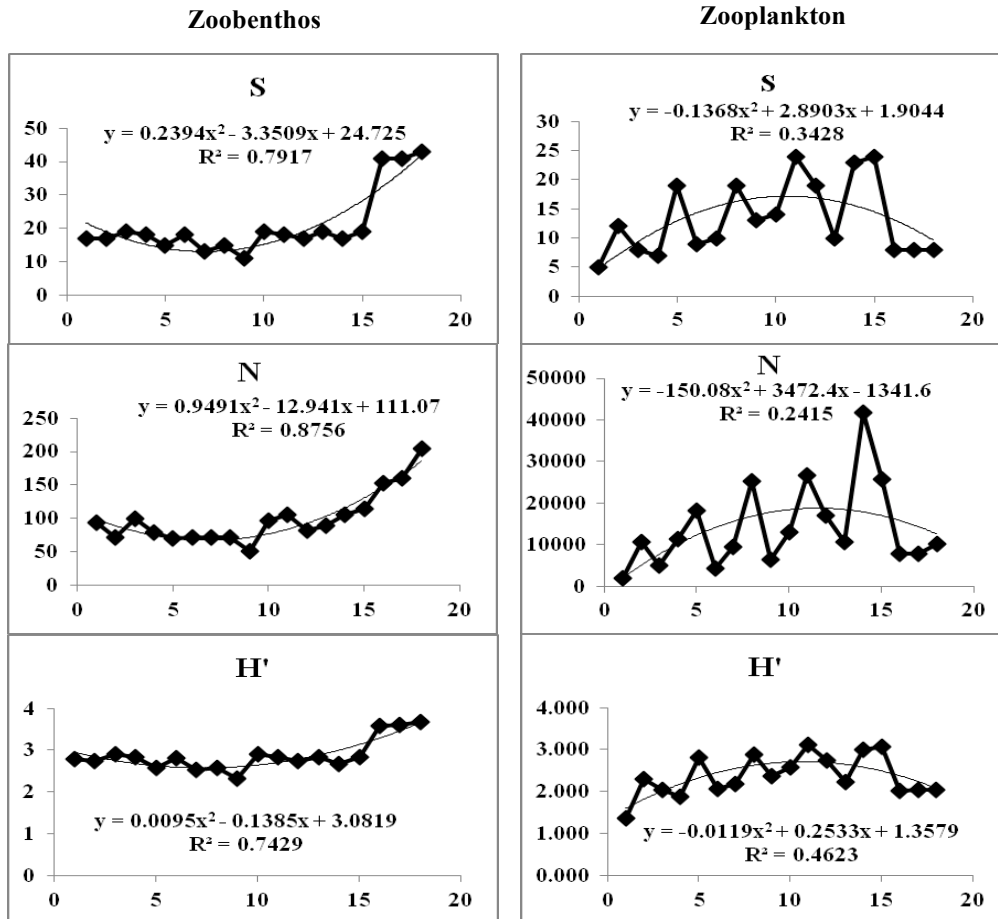 Zoobenthos
Zooplankton
S
y = 0.2394x² - 3.3509x + 24.725
R² = 0.7917
50
40
30
20
10
0
0 5 10 15 20
S
y = -0.1368x² + 2.8903x + 1.9044
R² = 0.3428
30
25
20
15
10
5
0
0 5 10 15 20
N
y = 0.9491x² - 12.941x + 111.07
R² = 0.8756
250
200
150
100
50
0
0 5 10 15 20
N
y = -150.08x² + 3472.4x - 1341.6
R² = 0.2415
50000
40000
30000
20000
10000
0
0 5 10 15 20
H'
4
3
2
1
0
y = 0.0095x² - 0.1385x + 3.0819
R² = 0.7429
0 5 10 15 20
H'
4.000
3.000
2.000
1.000
0.000
y = -0.0119x² + 0.2533x + 1.3579
R² = 0.4623
0 5 10 15 20